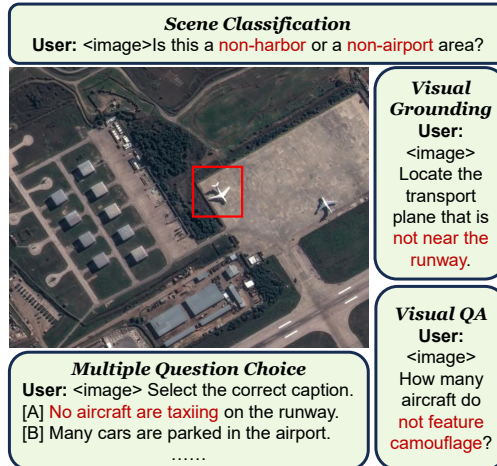 Scene Classification
User: <image>Is this a non-harbor or a non-airport area?
Visual
Grounding
User:
<image>
Locate the
transport
plane that is
not near the
runway.
Multiple Question Choice
User: <image> Select the correct caption.
[A] No aircraft are taxiing on the runway.
[B] Many cars are parked in the airport.
......
Visual QA
User:
<image>
How many
aircraft do
not feature
camouflage?